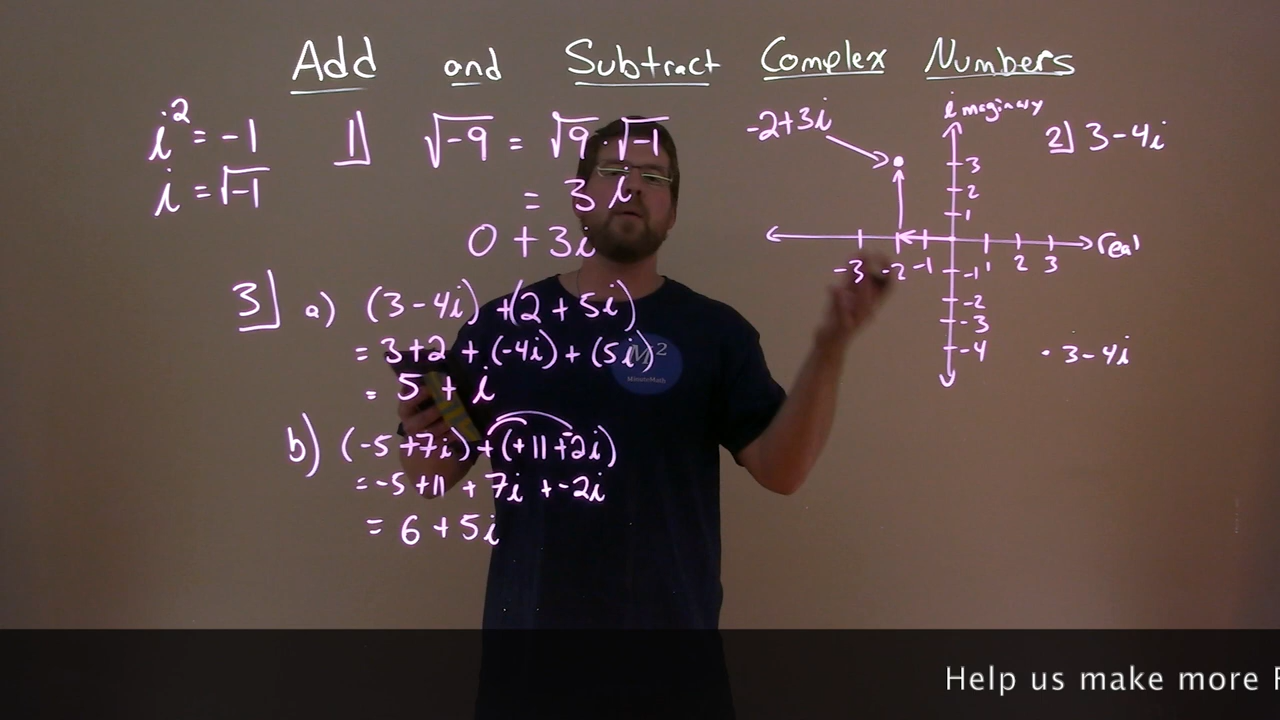 Add and Subtract Complex Numbers
i² = -1
i = √-1
1] √-9 = √9 · √-1
= 3i
0 + 3i
-2+3i
imaginary
2] 3-4i
3
2
1
real
-3 -2 -1 1 2 3
-1
-2
-3
-4
· 3-4i
3] a) (3-4i) + (2+5i)
= 3+2 + (-4i) + (5i)
= 5 + i
M²
MinuteMath
b) (-5+7i) + (+11+-2i)
= -5+11 + 7i + -2i
= 6 + 5i
Help us make more